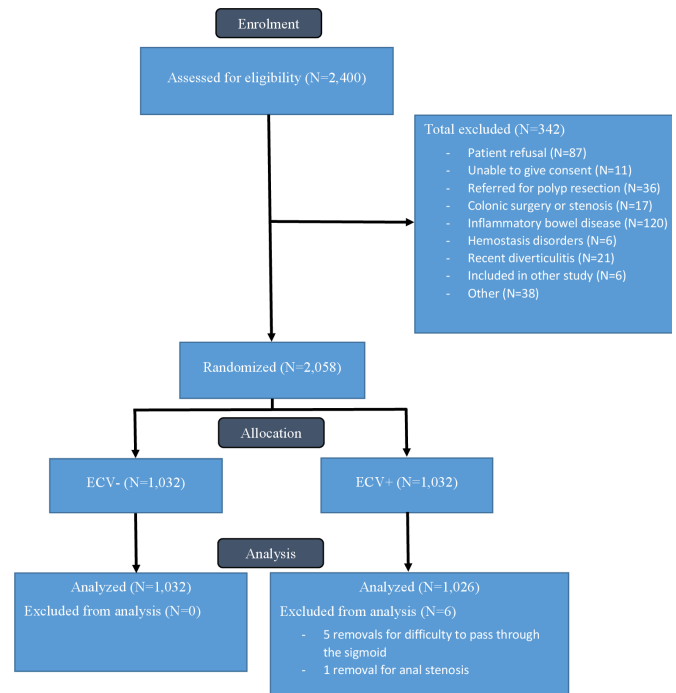 Enrolment
Assessed for eligibility (N=2,400)
Total excluded (N=342)
- Patient refusal (N=87)
- Unable to give consent (N=11)
- Referred for polyp resection (N=36)
- Colonic surgery or stenosis (N=17)
- Inflammatory bowel disease (N=120)
- Hemostasis disorders (N=6)
- Recent diverticulitis (N=21)
- Included in other study (N=6)
- Other (N=38)
Randomized (N=2,058)
Allocation
ECV- (N=1,032)
ECV+ (N=1,032)
Analysis
Analyzed (N=1,032)
Excluded from analysis (N=0)
Analyzed (N=1,026)
Excluded from analysis (N=6)
- 5 removals for difficulty to pass through
the sigmoid
- 1 removal for anal stenosis